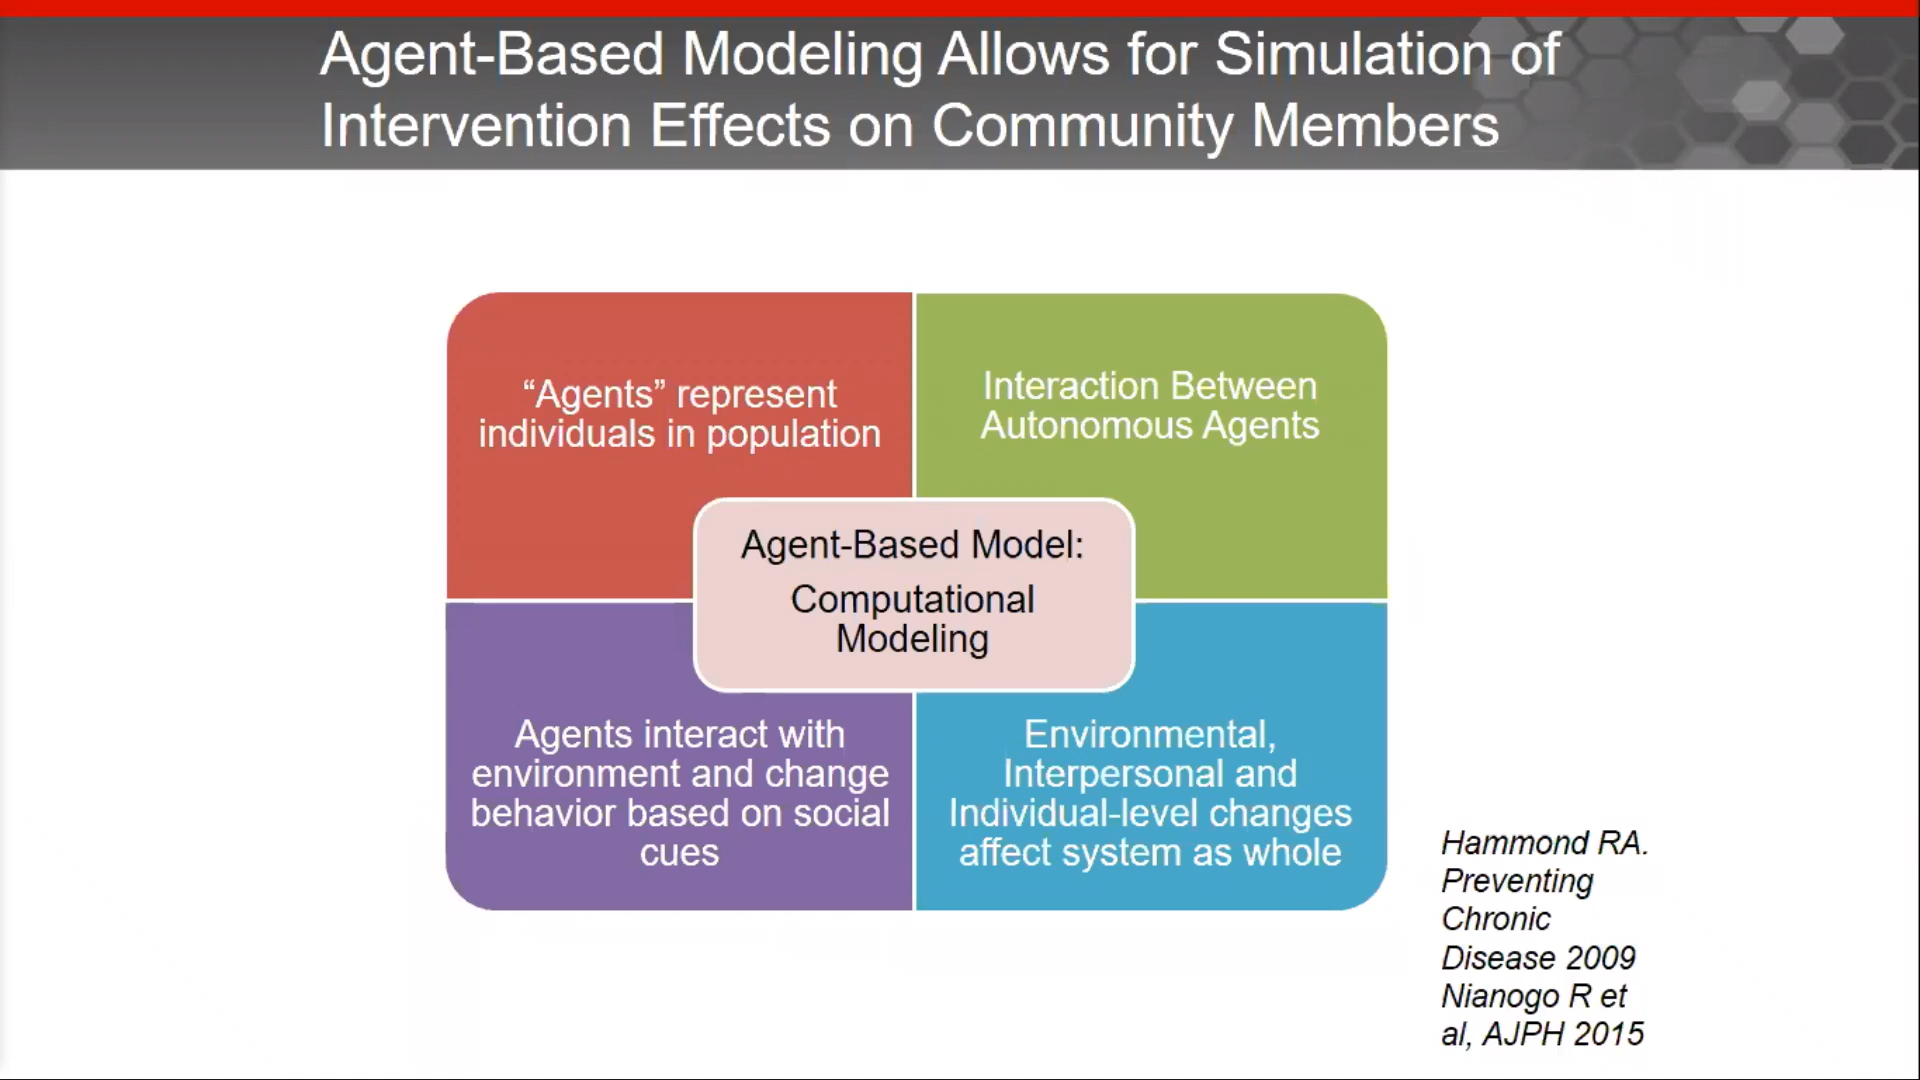 Agent-Based Modeling Allows for Simulation of
Intervention Effects on Community Members
“Agents” represent
individuals in population
Interaction Between
Autonomous Agents
Agent-Based Model:
Computational
Modeling
Agents interact with
environment and change
behavior based on social
cues
Environmental,
Interpersonal and
Individual-level changes
affect system as whole
Hammond RA.
Preventing
Chronic
Disease 2009
Nianogo R et
al, AJPH 2015